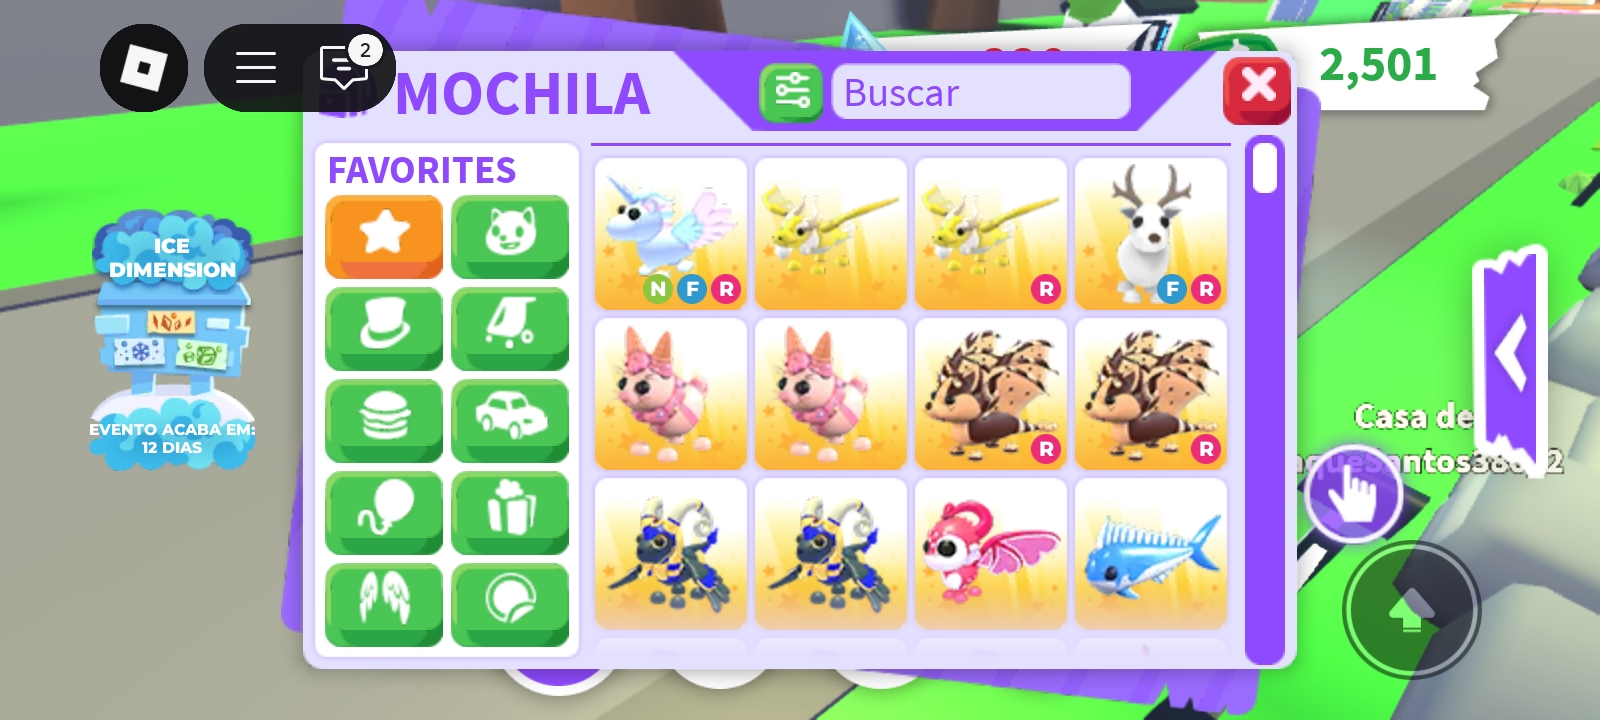 2
MOCHILA
Buscar
2,501
FAVORITES
N F R
R
F R
ICE
DIMENSION
EVENTO ACABA EM:
12 DIAS
R
R
Casa de